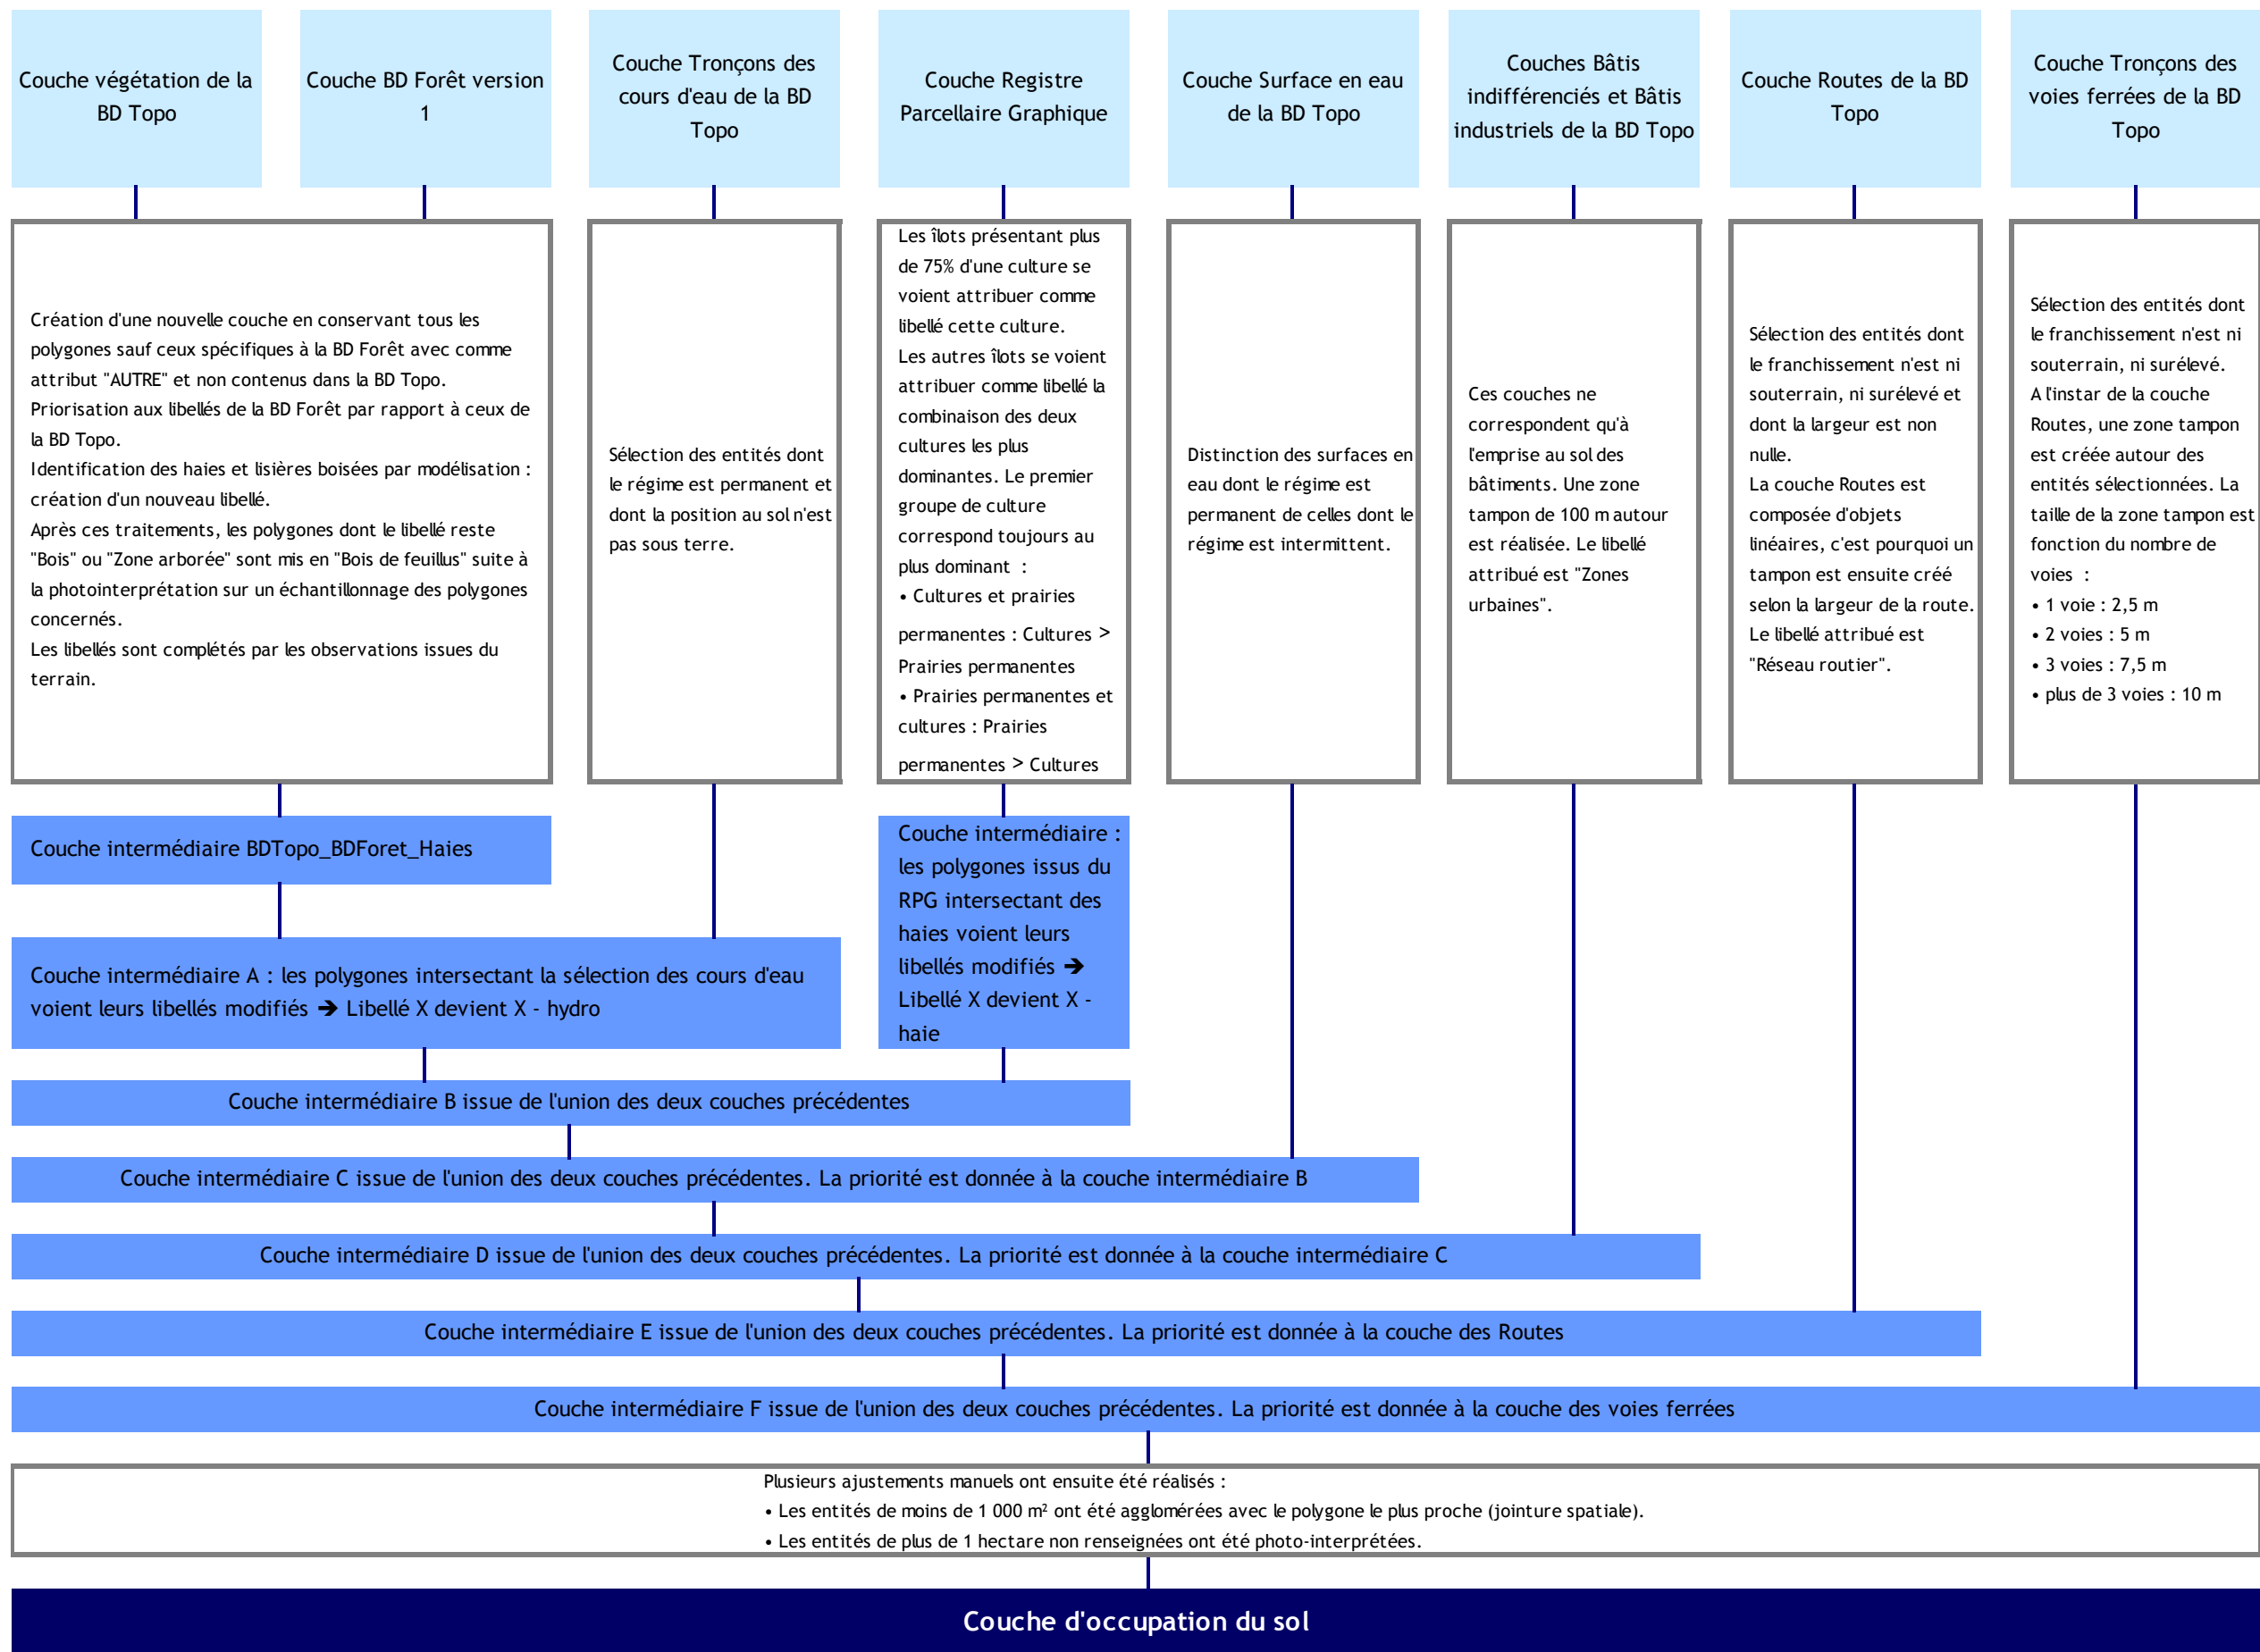 Couche végétation de la
BD Topo
Couche BD Forêt version
1
Couche Tronçons des
cours d'eau de la BD
Topo
Couche Registre
Parcellaire Graphique
Couche Surface en eau
de la BD Topo
Couches Bâtis
indifférenciés et Bâtis
industriels de la BD Topo
Couche Routes de la BD
Topo
Couche Tronçons des
voies ferrées de la BD
Topo
Création d'une nouvelle couche en conservant tous les
polygones sauf ceux spécifiques à la BD Forêt avec comme
attribut "AUTRE" et non contenus dans la BD Topo.
Priorisation aux libellés de la BD Forêt par rapport à ceux de
la BD Topo.
Identification des haies et lisières boisées par modélisation :
création d'un nouveau libellé.
Après ces traitements, les polygones dont le libellé reste
"Bois" ou "Zone arborée" sont mis en "Bois de feuillus" suite à
la photointerprétation sur un échantillonnage des polygones
concernés.
Les libellés sont complétés par les observations issues du
terrain.
Sélection des entités dont
le régime est permanent et
dont la position au sol n'est
pas sous terre.
Les îlots présentant plus
de 75% d'une culture se
voient attribuer comme
libellé cette culture.
Les autres îlots se voient
attribuer comme libellé la
combinaison des deux
cultures les plus
dominantes. Le premier
groupe de culture
correspond toujours au
plus dominant :
• Cultures et prairies
permanentes : Cultures >
Prairies permanentes
• Prairies permanentes et
cultures : Prairies
permanentes > Cultures
Distinction des surfaces en
eau dont le régime est
permanent de celles dont le
régime est intermittent.
Ces couches ne
correspondent qu'à
l'emprise au sol des
bâtiments. Une zone
tampon de 100 m autour
est réalisée. Le libellé
attribué est "Zones
urbaines".
Sélection des entités dont
le franchissement n'est ni
souterrain, ni surélevé et
dont la largeur est non
nulle.
La couche Routes est
composée d'objets
linéaires, c'est pourquoi un
tampon est ensuite créé
selon la largeur de la route.
Le libellé attribué est
"Réseau routier".
Sélection des entités dont
le franchissement n'est ni
souterrain, ni surélevé.
A l'instar de la couche
Routes, une zone tampon
est créée autour des
entités sélectionnées. La
taille de la zone tampon est
fonction du nombre de
voies :
• 1 voie : 2,5 m
• 2 voies : 5 m
• 3 voies : 7,5 m
• plus de 3 voies : 10 m
Couche intermédiaire BDTopo_BDForet_Haies
Couche intermédiaire :
les polygones issus du
RPG intersectant des
haies voient leurs
libellés modifiés ➔
Libellé X devient X -
haie
Couche intermédiaire A : les polygones intersectant la sélection des cours d'eau
voient leurs libellés modifiés ➔ Libellé X devient X - hydro
Couche intermédiaire B issue de l'union des deux couches précédentes
Couche intermédiaire C issue de l'union des deux couches précédentes. La priorité est donnée à la couche intermédiaire B
Couche intermédiaire D issue de l'union des deux couches précédentes. La priorité est donnée à la couche intermédiaire C
Couche intermédiaire E issue de l'union des deux couches précédentes. La priorité est donnée à la couche des Routes
Couche intermédiaire F issue de l'union des deux couches précédentes. La priorité est donnée à la couche des voies ferrées
Plusieurs ajustements manuels ont ensuite été réalisés :
• Les entités de moins de 1 000 m² ont été agglomérées avec le polygone le plus proche (jointure spatiale).
• Les entités de plus de 1 hectare non renseignées ont été photo-interprétées.
Couche d'occupation du sol